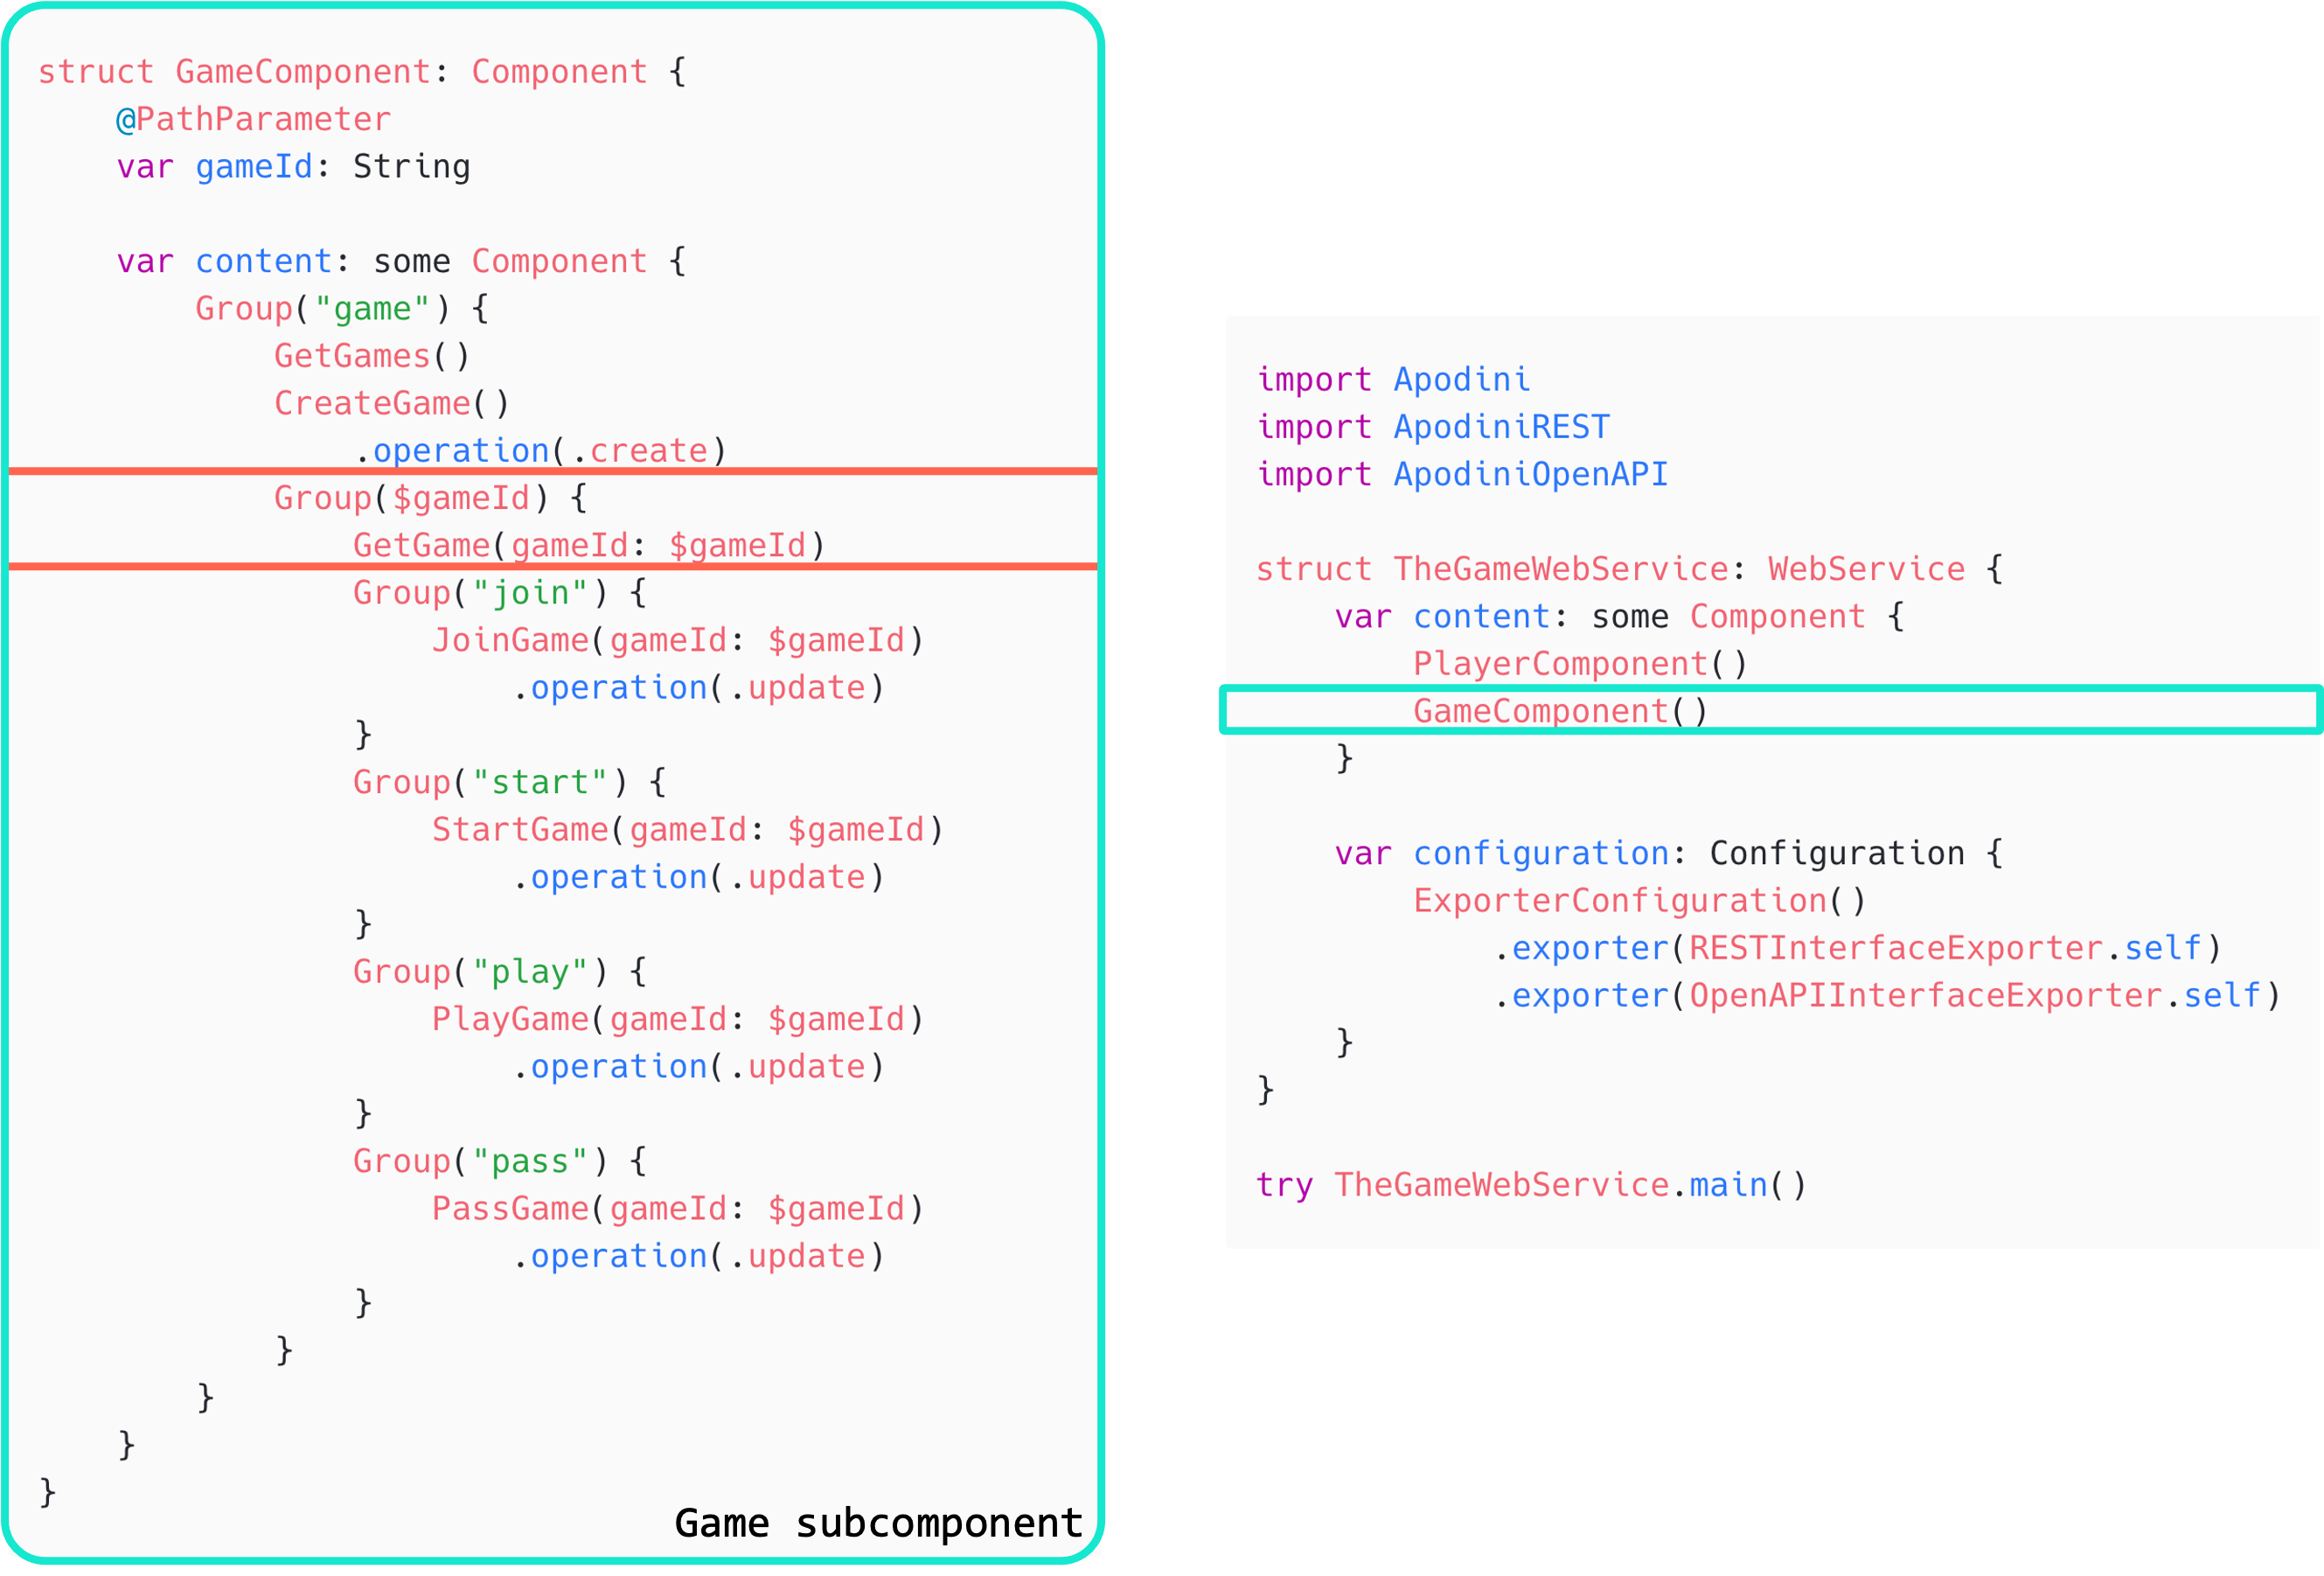 struct GameComponent: Component {
    @PathParameter
    var gameId: String

    var content: some Component {
        Group("game") {
            GetGames()
            CreateGame()
                .operation(.create)
            Group($gameId) {
                GetGame(gameId: $gameId)
                Group("join") {
                    JoinGame(gameId: $gameId)
                        .operation(.update)
                }
                Group("start") {
                    StartGame(gameId: $gameId)
                        .operation(.update)
                }
                Group("play") {
                    PlayGame(gameId: $gameId)
                        .operation(.update)
                }
                Group("pass") {
                    PassGame(gameId: $gameId)
                        .operation(.update)
                }
            }
        }
    }
}
Game subcomponent
import Apodini
import ApodiniREST
import ApodiniOpenAPI

struct TheGameWebService: WebService {
    var content: some Component {
        PlayerComponent()
        GameComponent()
    }

    var configuration: Configuration {
        ExporterConfiguration()
            .exporter(RESTInterfaceExporter.self)
            .exporter(OpenAPIInterfaceExporter.self)
    }
}

try TheGameWebService.main()